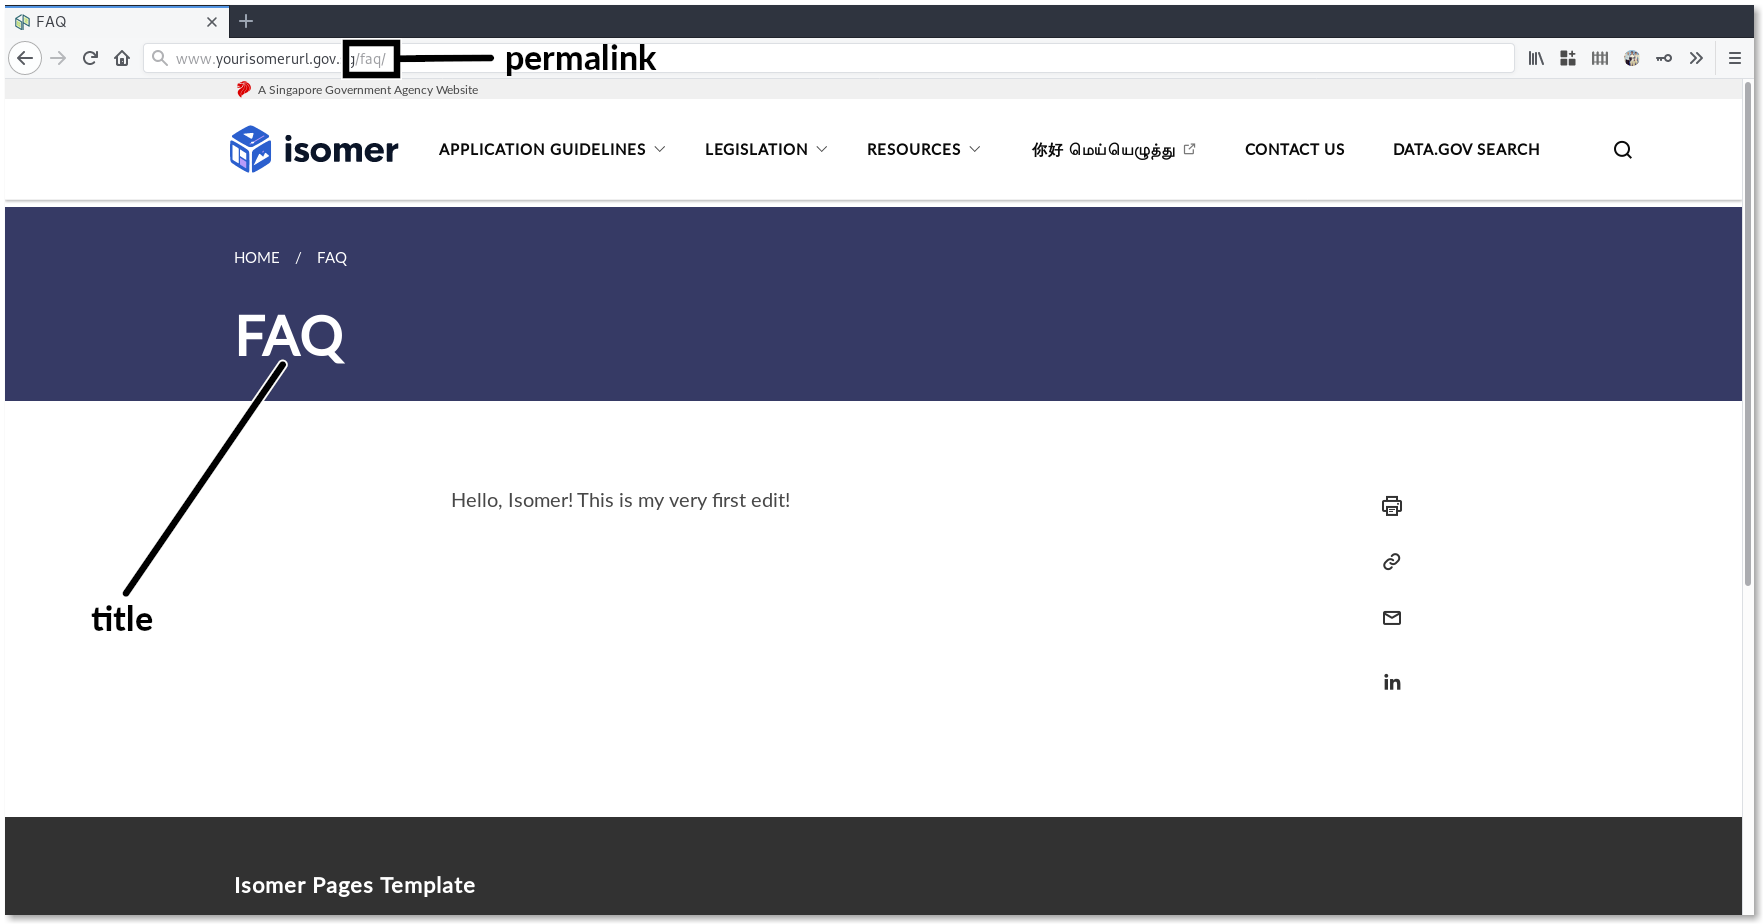 FAQ
www.yourisomerurl.gov. g/faq/
permalink
A Singapore Government Agency Website
isomer
APPLICATION GUIDELINES
LEGISLATION
RESOURCES
你好 மெய்யெழுத்து
CONTACT US
DATA.GOV SEARCH
HOME / FAQ
FAQ
Hello, Isomer! This is my very first edit!
title
in
Isomer Pages Template